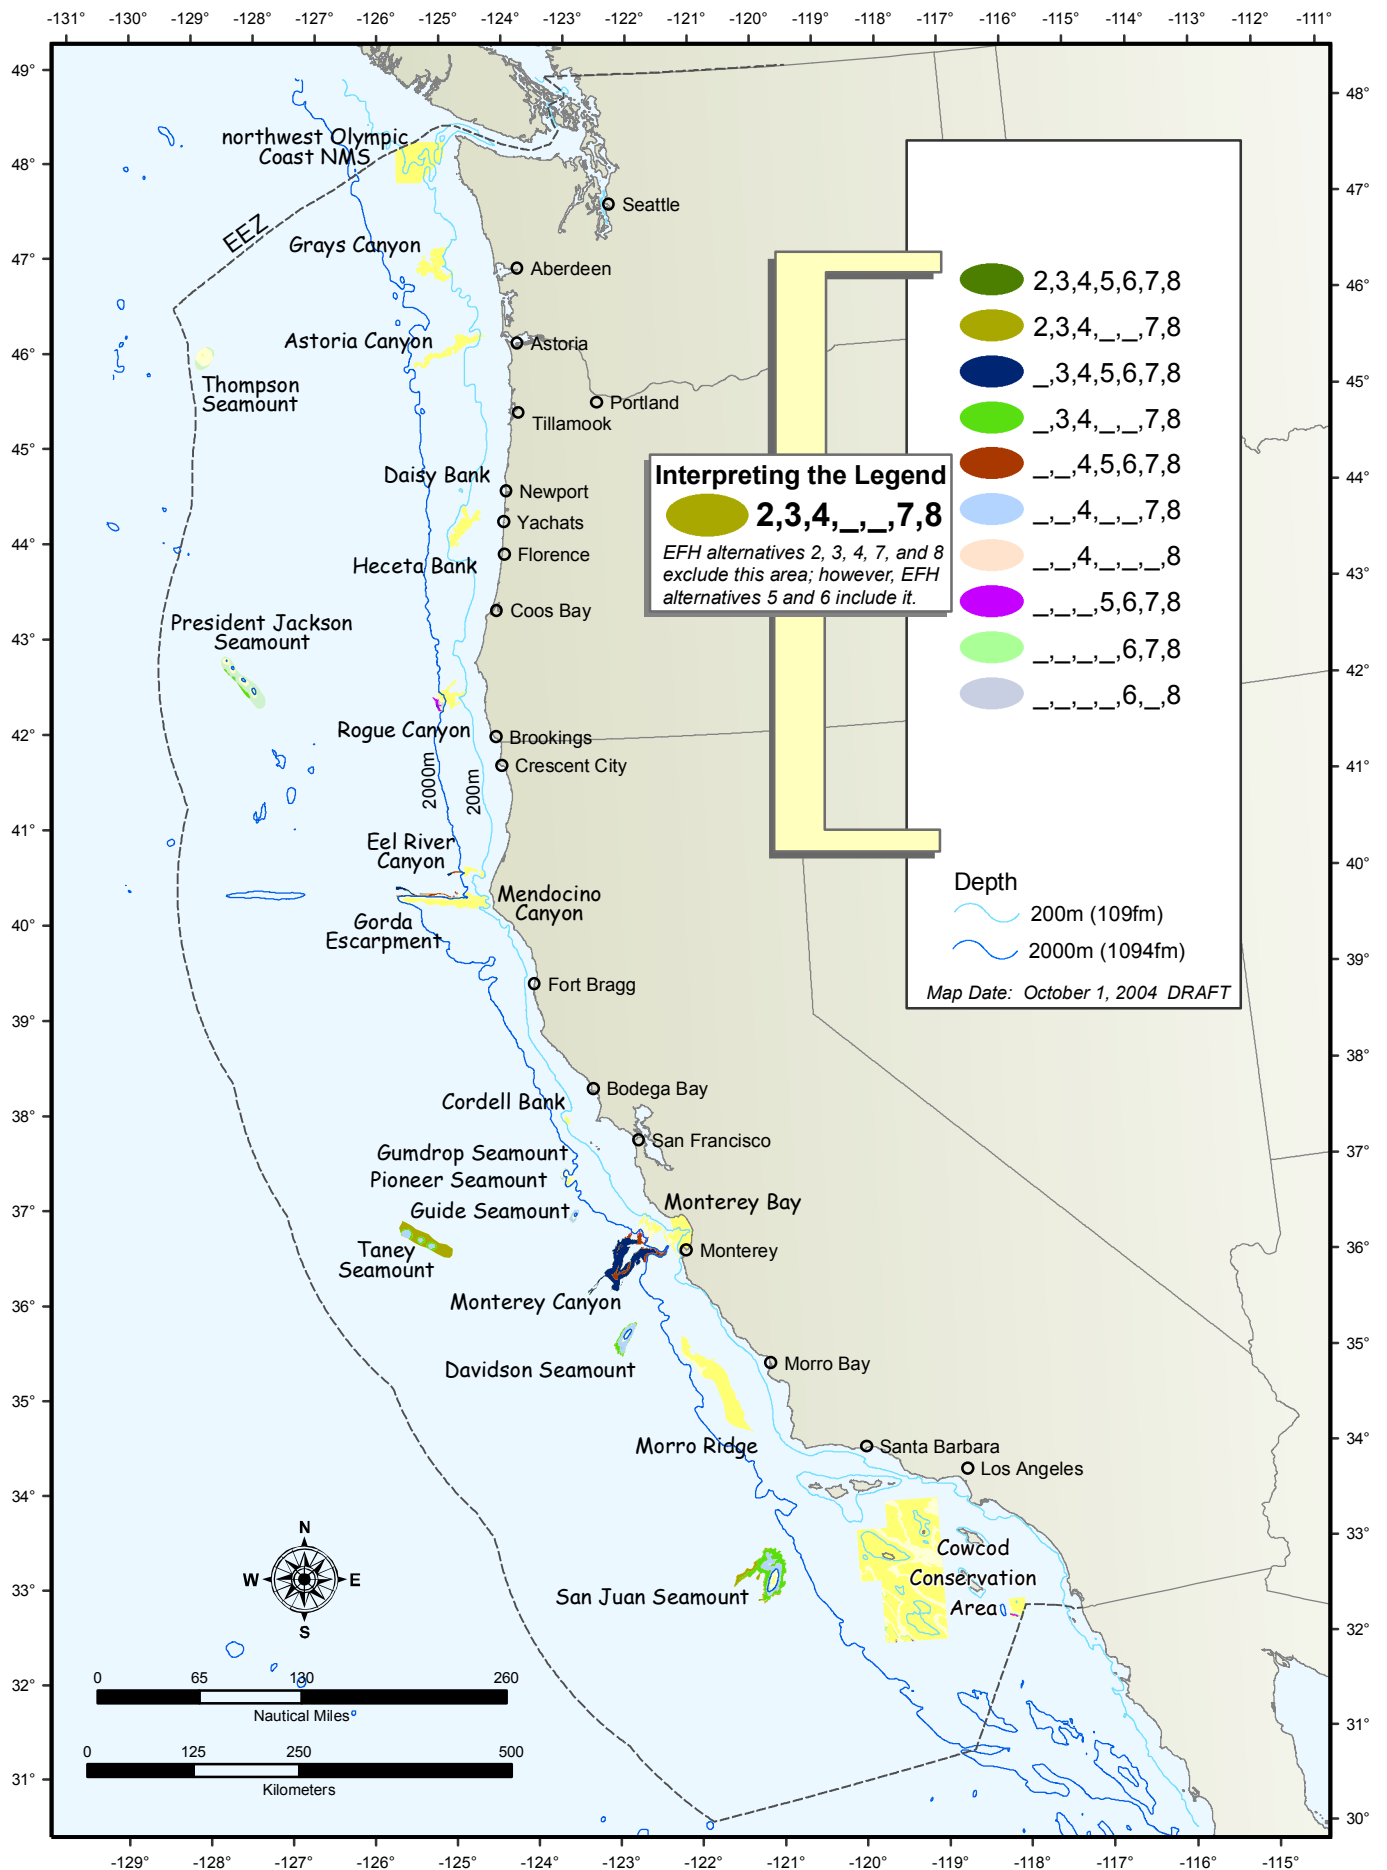 -131° -130° -129° -128° -127° -126° -125° -124° -123° -122° -121° -120° -119° -118° -117° -116° -115° -114° -113° -112° -111°
49°
48°
47°
46°
45°
44°
43°
42°
41°
40°
39°
38°
37°
36°
35°
34°
33°
32°
31°
northwest Olympic
Coast NMS
EEZ
Seattle
Grays Canyon
Aberdeen
Astoria Canyon
Astoria
Thompson
Seamount
Portland
Tillamook
Daisy Bank
Newport
Yachats
Heceta Bank
Florence
Coos Bay
President Jackson
Seamount
Rogue Canyon
Brookings
Crescent City
2000m
200m
Eel River
Canyon
Mendocino
Canyon
Gorda
Escarpment
Fort Bragg
Cordell Bank
Bodega Bay
San Francisco
Gumdrop Seamount
Pioneer Seamount
Guide Seamount
Monterey Bay
Taney
Seamount
Monterey
Monterey Canyon
Davidson Seamount
Morro Bay
Morro Ridge
Santa Barbara
Los Angeles
San Juan Seamount
Cowcod
Conservation
Area
Interpreting the Legend
2,3,4,_,_,7,8
EFH alternatives 2, 3, 4, 7, and 8
exclude this area; however, EFH
alternatives 5 and 6 include it.
2,3,4,5,6,7,8
2,3,4,_,_,7,8
_,3,4,5,6,7,8
_,3,4,_,_,7,8
_,_,4,5,6,7,8
_,_,4,_,_,7,8
_,_,4,_,_,_,8
_,_,_,5,6,7,8
_,_,_,_,6,7,8
_,_,_,_,6,_,8
Depth
200m (109fm)
2000m (1094fm)
Map Date: October 1, 2004 DRAFT
N
W
E
S
0 65 130 260
Nautical Miles
0 125 250 500
Kilometers
48°
47°
46°
45°
44°
43°
42°
41°
40°
39°
38°
37°
36°
35°
34°
33°
32°
31°
30°
-129° -128° -127° -126° -125° -124° -123° -122° -121° -120° -119° -118° -117° -116° -115°